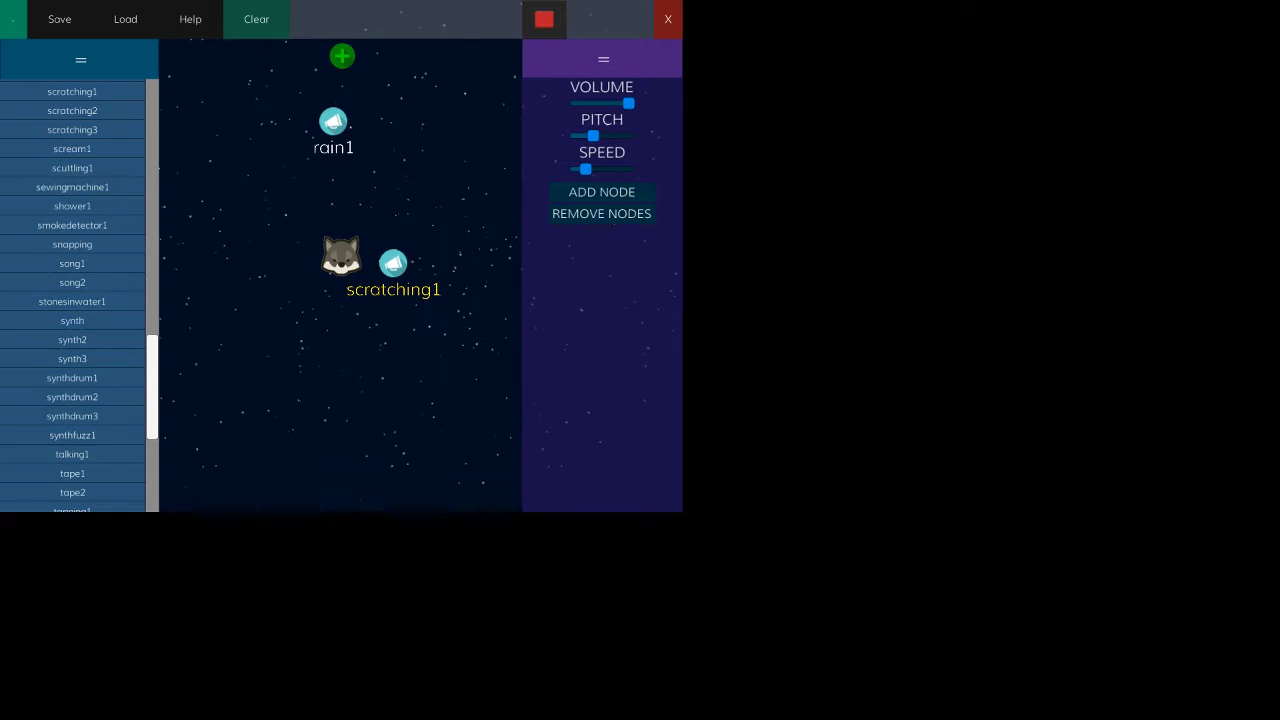 Save Load Help Clear X
=
=
scratching1
scratching2
scratching3
scream1
scuttling1
sewingmachine1
shower1
smokedetector1
snapping
song1
song2
stonesinwater1
synth
synth2
synth3
synthdrum1
synthdrum2
synthdrum3
synthfuzz1
talking1
tape1
tape2
rain1
scratching1
VOLUME
PITCH
SPEED
ADD NODE
REMOVE NODES